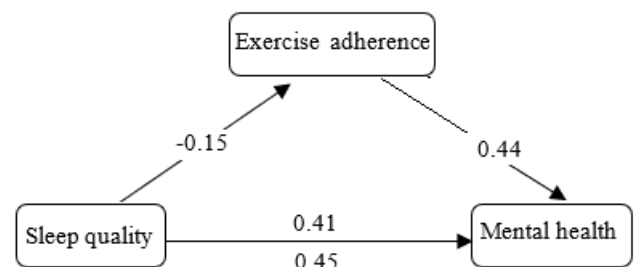 Exercise adherence
-0.15
0.44
Sleep quality
0.41
0.45
Mental health